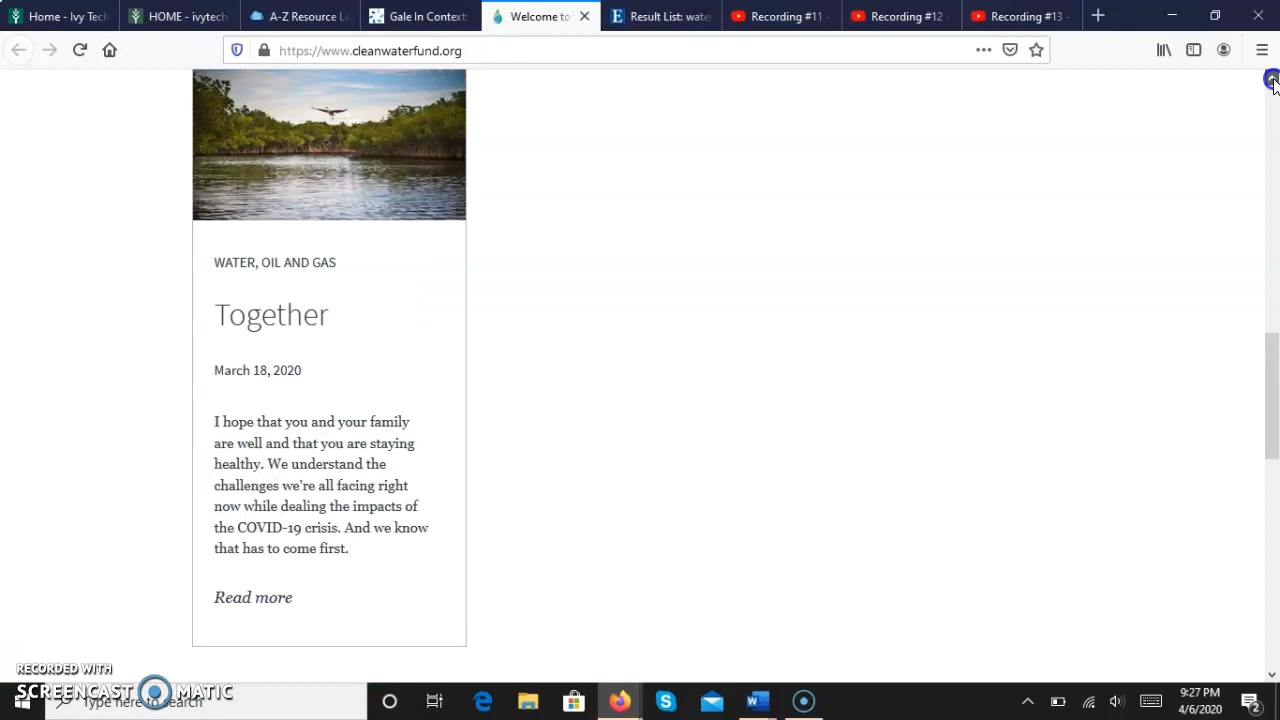 Home - Ivy Tech
HOME - ivytech
A-Z Resource Li
Gale In Context:
Welcome to
Result List: wate
Recording #11 -
Recording #12 -
Recording #13 -
https://www.cleanwaterfund.org
WATER, OIL AND GAS
Together
March 18, 2020
I hope that you and your family
are well and that you are staying
healthy. We understand the
challenges we're all facing right
now while dealing the impacts of
the COVID-19 crisis. And we know
that has to come first.
Read more
RECORDED WITH
SCREENCAST MATIC
Type here to search
9:27 PM
4/6/2020
2